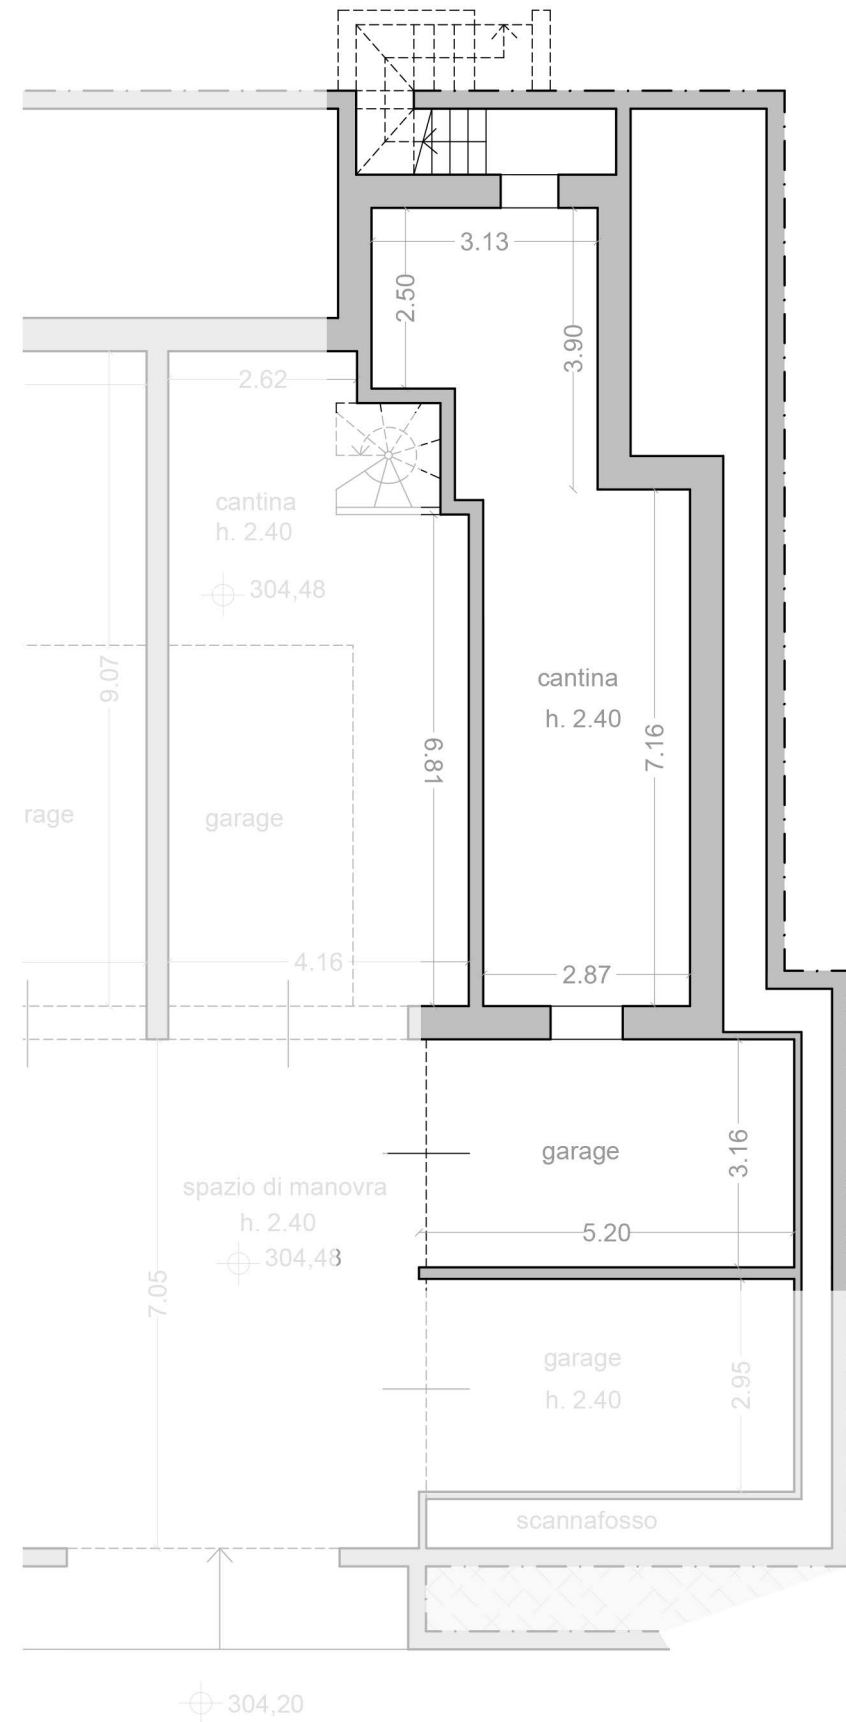 3.13
2.50
3.90
2.62
cantina
h. 2.40
304,48
9.07
cantina
h. 2.40
7.16
6.81
rage
garage
4.16
2.87
garage
3.16
spazio di manovra
h. 2.40
304,48
5.20
7.05
garage
h. 2.40
2.95
scannafosso
304,20